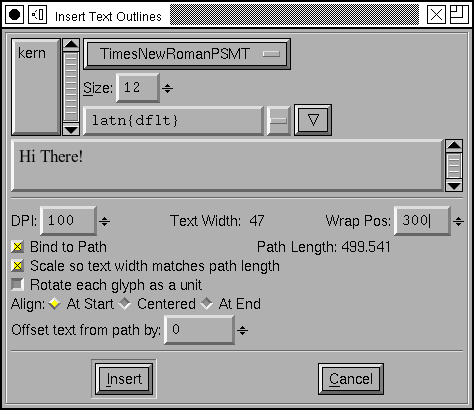 Insert Text Outlines
kern
TimesNewRomanPSMT
Size: 12
latn{dflt}
Hi There!
DPI: 100 Text Width: 47 Wrap Pos: 300
Bind to Path Path Length: 499.541
Scale so text width matches path length
Rotate each glyph as a unit
Align: At Start Centered At End
Offset text from path by: 0
Insert Cancel